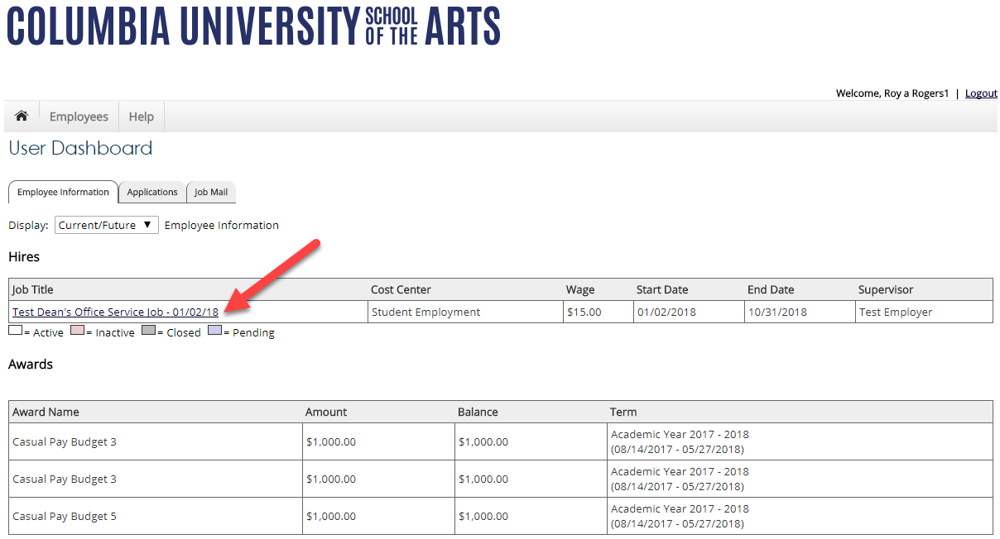 COLUMBIA UNIVERSITY SCHOOL OF THE ARTS
Welcome, Roy a Rogers1 | Logout
Employees Help
User Dashboard
Employee Information Applications Job Mail
Display: Current/Future ▼ Employee Information
Hires
Job Title Cost Center Wage Start Date End Date Supervisor
Test Dean's Office Service Job - 01/02/18 Student Employment $15.00 01/02/2018 10/31/2018 Test Employer
= Active = Inactive = Closed = Pending
Awards
Award Name Amount Balance Term
Casual Pay Budget 3 $1,000.00 $1,000.00 Academic Year 2017 - 2018
(08/14/2017 - 05/27/2018)
Casual Pay Budget 3 $1,000.00 $1,000.00 Academic Year 2017 - 2018
(08/14/2017 - 05/27/2018)
Casual Pay Budget 5 $1,000.00 $1,000.00 Academic Year 2017 - 2018
(08/14/2017 - 05/27/2018)